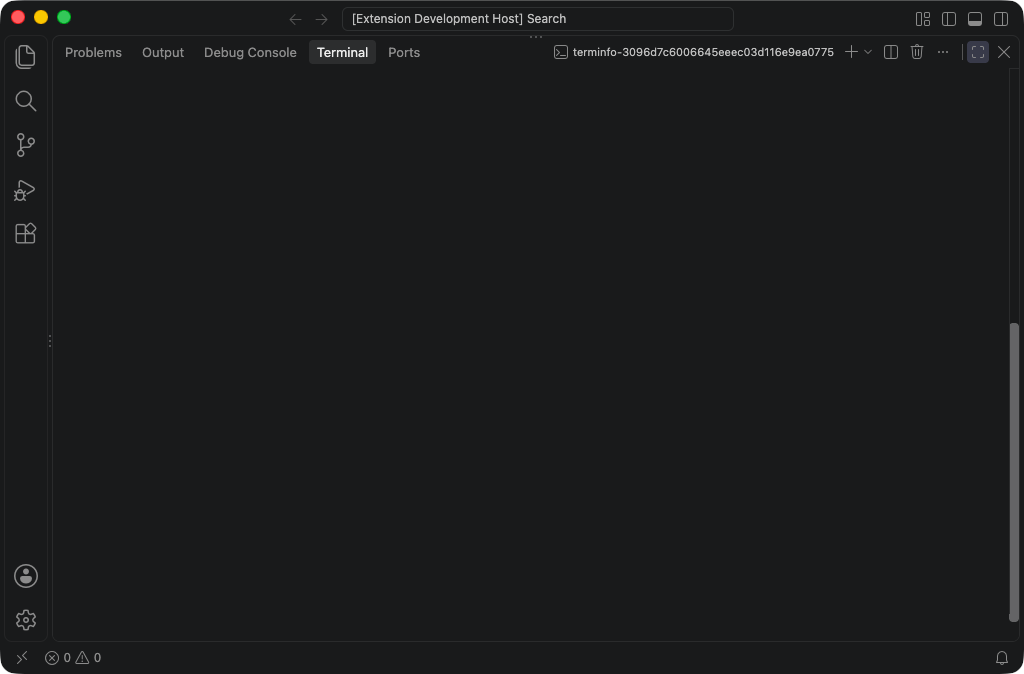 [Extension Development Host] Search
Problems Output Debug Console Terminal Ports terminfo-3096d7c6006645eeec03d116e9ea0775
0 0